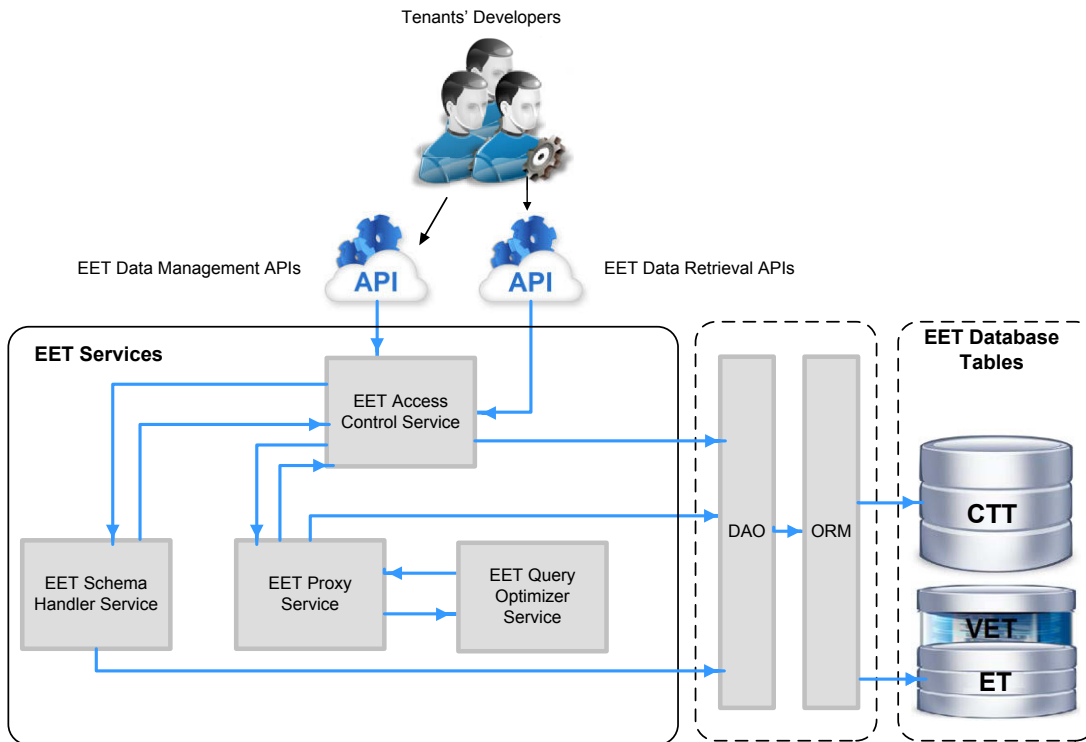 Tenants’ Developers
EET Data Management APIs
API
API
EET Data Retrieval APIs
EET Services
EET Database
Tables
EET Access
Control Service
CTT
DAO
ORM
EET Schema
Handler Service
EET Proxy
Service
EET Query
Optimizer
Service
VET
ET